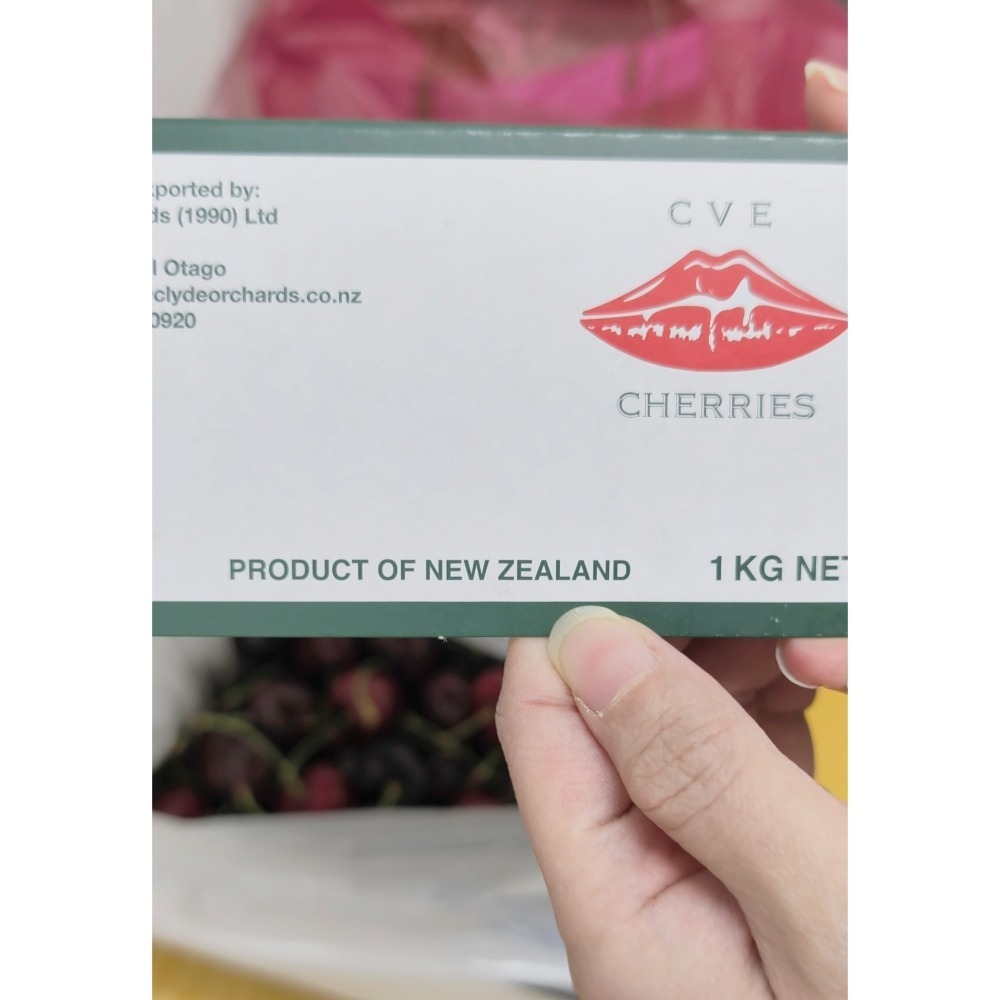 ported by:
ds (1990) Ltd
l Otago
clydeorchards.co.nz
0920
CVE
CHERRIES
PRODUCT OF NEW ZEALAND
1 KG NET